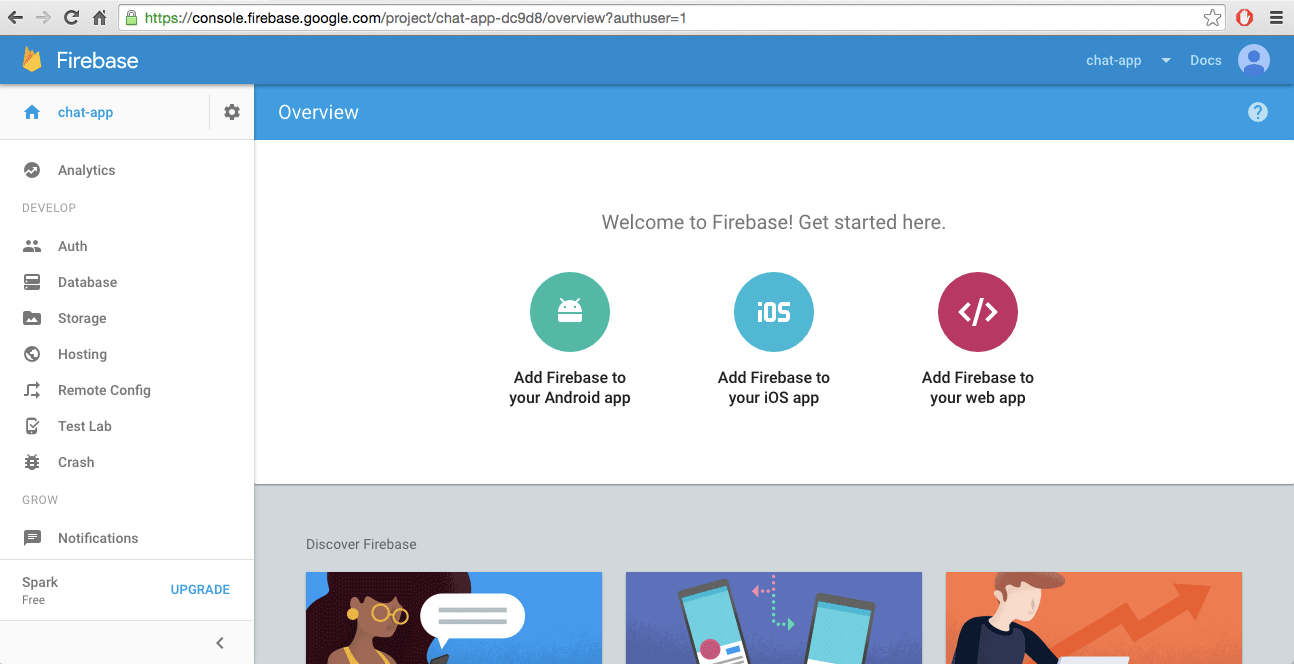 https://console.firebase.google.com/project/chat-app-dc9d8/overview?authuser=1
Firebase
chat-app
Docs
chat-app
Overview
?
Analytics
DEVELOP
Auth
Database
Storage
Hosting
Remote Config
Test Lab
Crash
GROW
Notifications
Spark
Free
UPGRADE
Welcome to Firebase! Get started here.
iOS
</>
Add Firebase to
your Android app
Add Firebase to
your iOS app
Add Firebase to
your web app
Discover Firebase